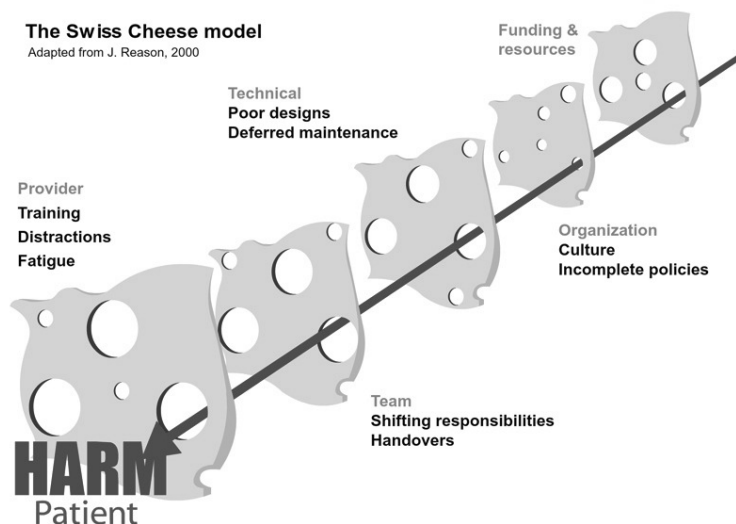 The Swiss Cheese model
Adapted from J. Reason, 2000
Funding &
resources
Technical
Poor designs
Deferred maintenance
Provider
Training
Distractions
Fatigue
Organization
Culture
Incomplete policies
Team
Shifting responsibilities
Handovers
HARM
Patient